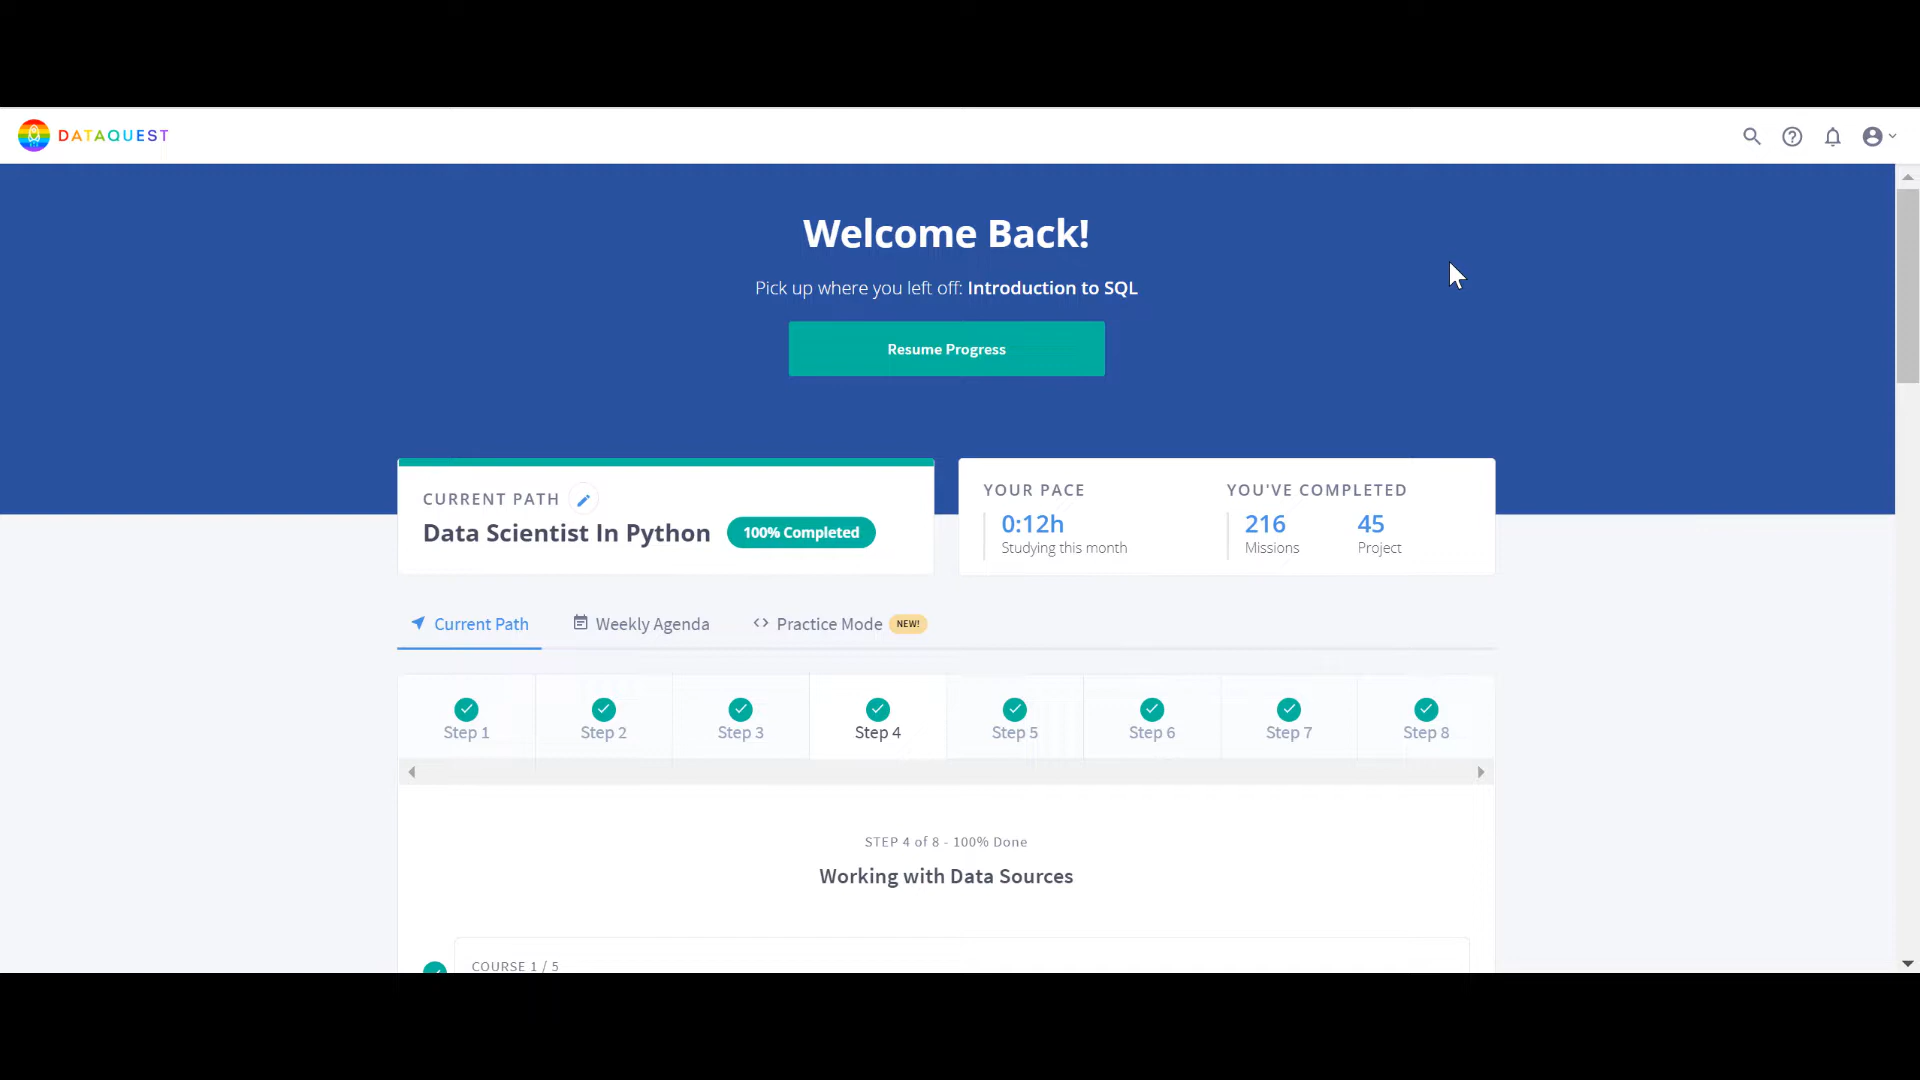 DATAQUEST
Welcome Back!
Pick up where you left off: Introduction to SQL
Resume Progress
CURRENT PATH
Data Scientist In Python 100% Completed
YOUR PACE
0:12h
Studying this month
YOU'VE COMPLETED
216
Missions
45
Project
Current Path Weekly Agenda Practice Mode NEW!
Step 1 Step 2 Step 3 Step 4 Step 5 Step 6 Step 7 Step 8
STEP 4 of 8 - 100% Done
Working with Data Sources
COURSE 1 / 5